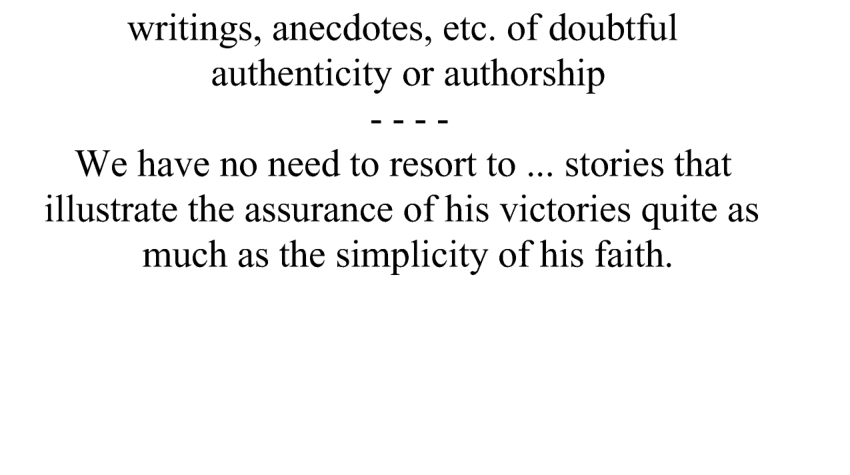 writings, anecdotes, etc. of doubtful
authenticity or authorship
- - - -
We have no need to resort to ... stories that
illustrate the assurance of his victories quite as
much as the simplicity of his faith.